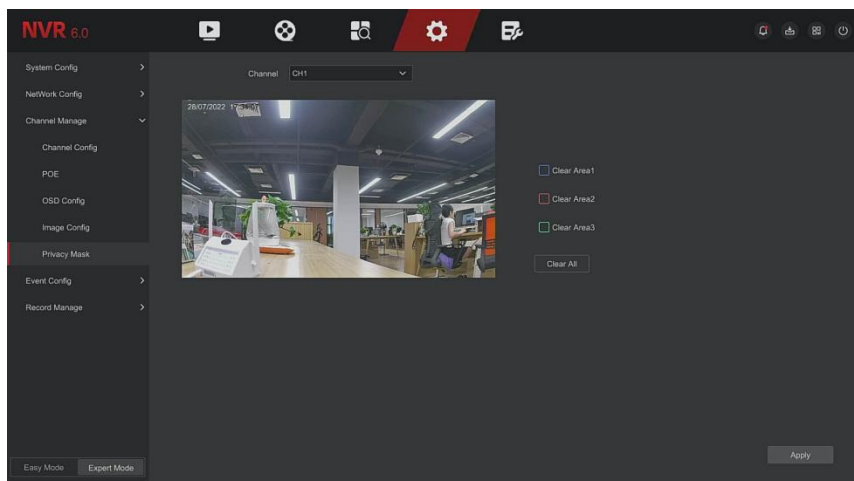 NVR 6.0
System Config
NetWork Config
Channel Manage
Channel Config
POE
OSD Config
Image Config
Privacy Mask
Event Config
Record Manage
Easy Mode Expert Mode
Channel CH1
28/07/2022
Clear Area1
Clear Area2
Clear Area3
Clear All
Apply